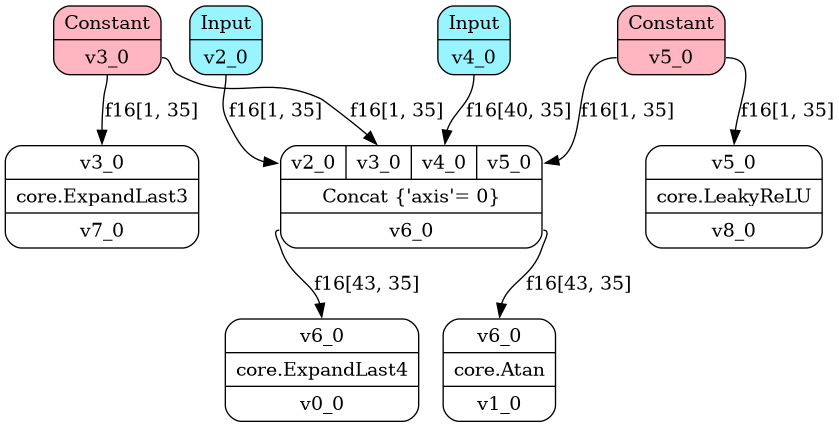 Constant
v3_0
Input
v2_0
Input
v4_0
Constant
v5_0
f16[1, 35]
f16[1, 35]
f16[1, 35]
f16[40, 35]
f16[1, 35]
f16[1, 35]
v3_0
core.ExpandLast3
v7_0
v2_0 v3_0 v4_0 v5_0
Concat {'axis'= 0}
v6_0
v5_0
core.LeakyReLU
v8_0
f16[43, 35]
f16[43, 35]
v6_0
core.ExpandLast4
v0_0
v6_0
core.Atan
v1_0